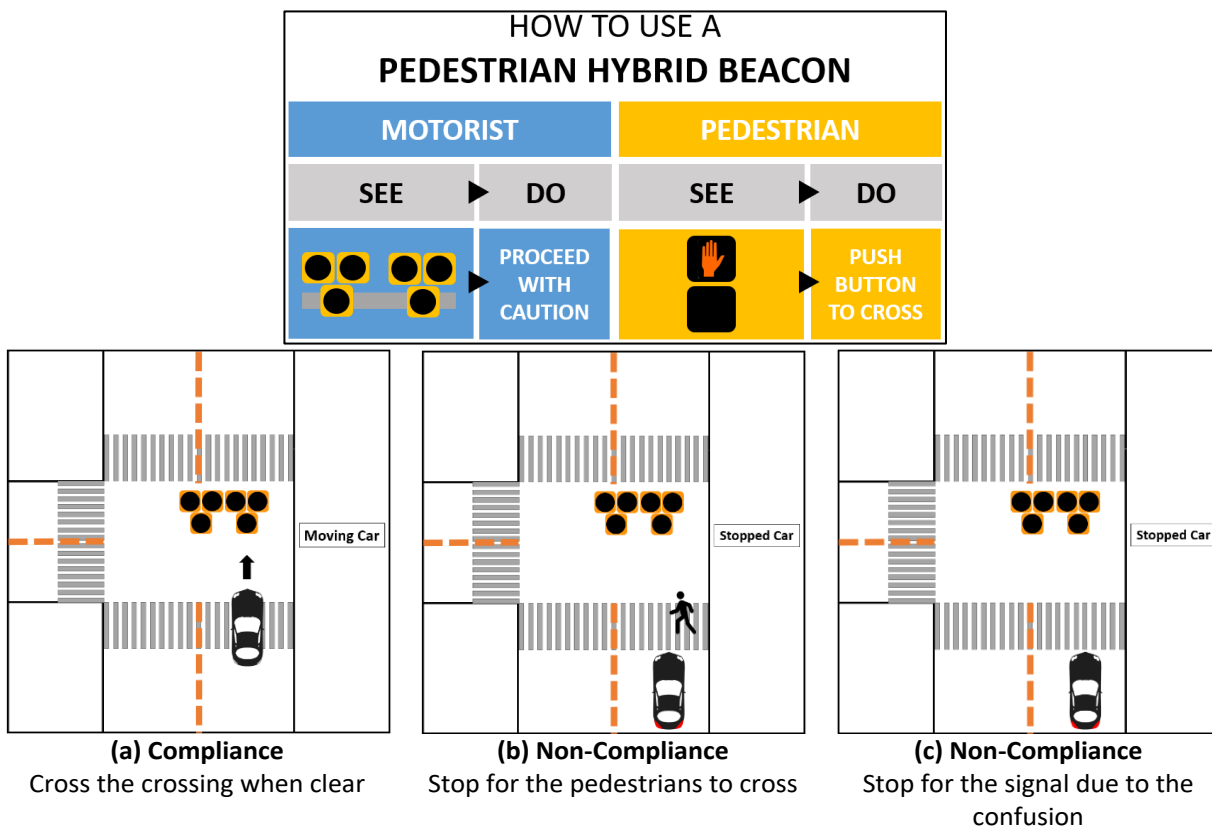 HOW TO USE A
PEDESTRIAN HYBRID BEACON
MOTORIST
PEDESTRIAN
SEE
DO
SEE
DO
PROCEED
WITH
CAUTION
PUSH
BUTTON
TO CROSS
Moving Car
Stopped Car
Stopped Car
(a) Compliance
Cross the crossing when clear
(b) Non-Compliance
Stop for the pedestrians to cross
(c) Non-Compliance
Stop for the signal due to the
confusion